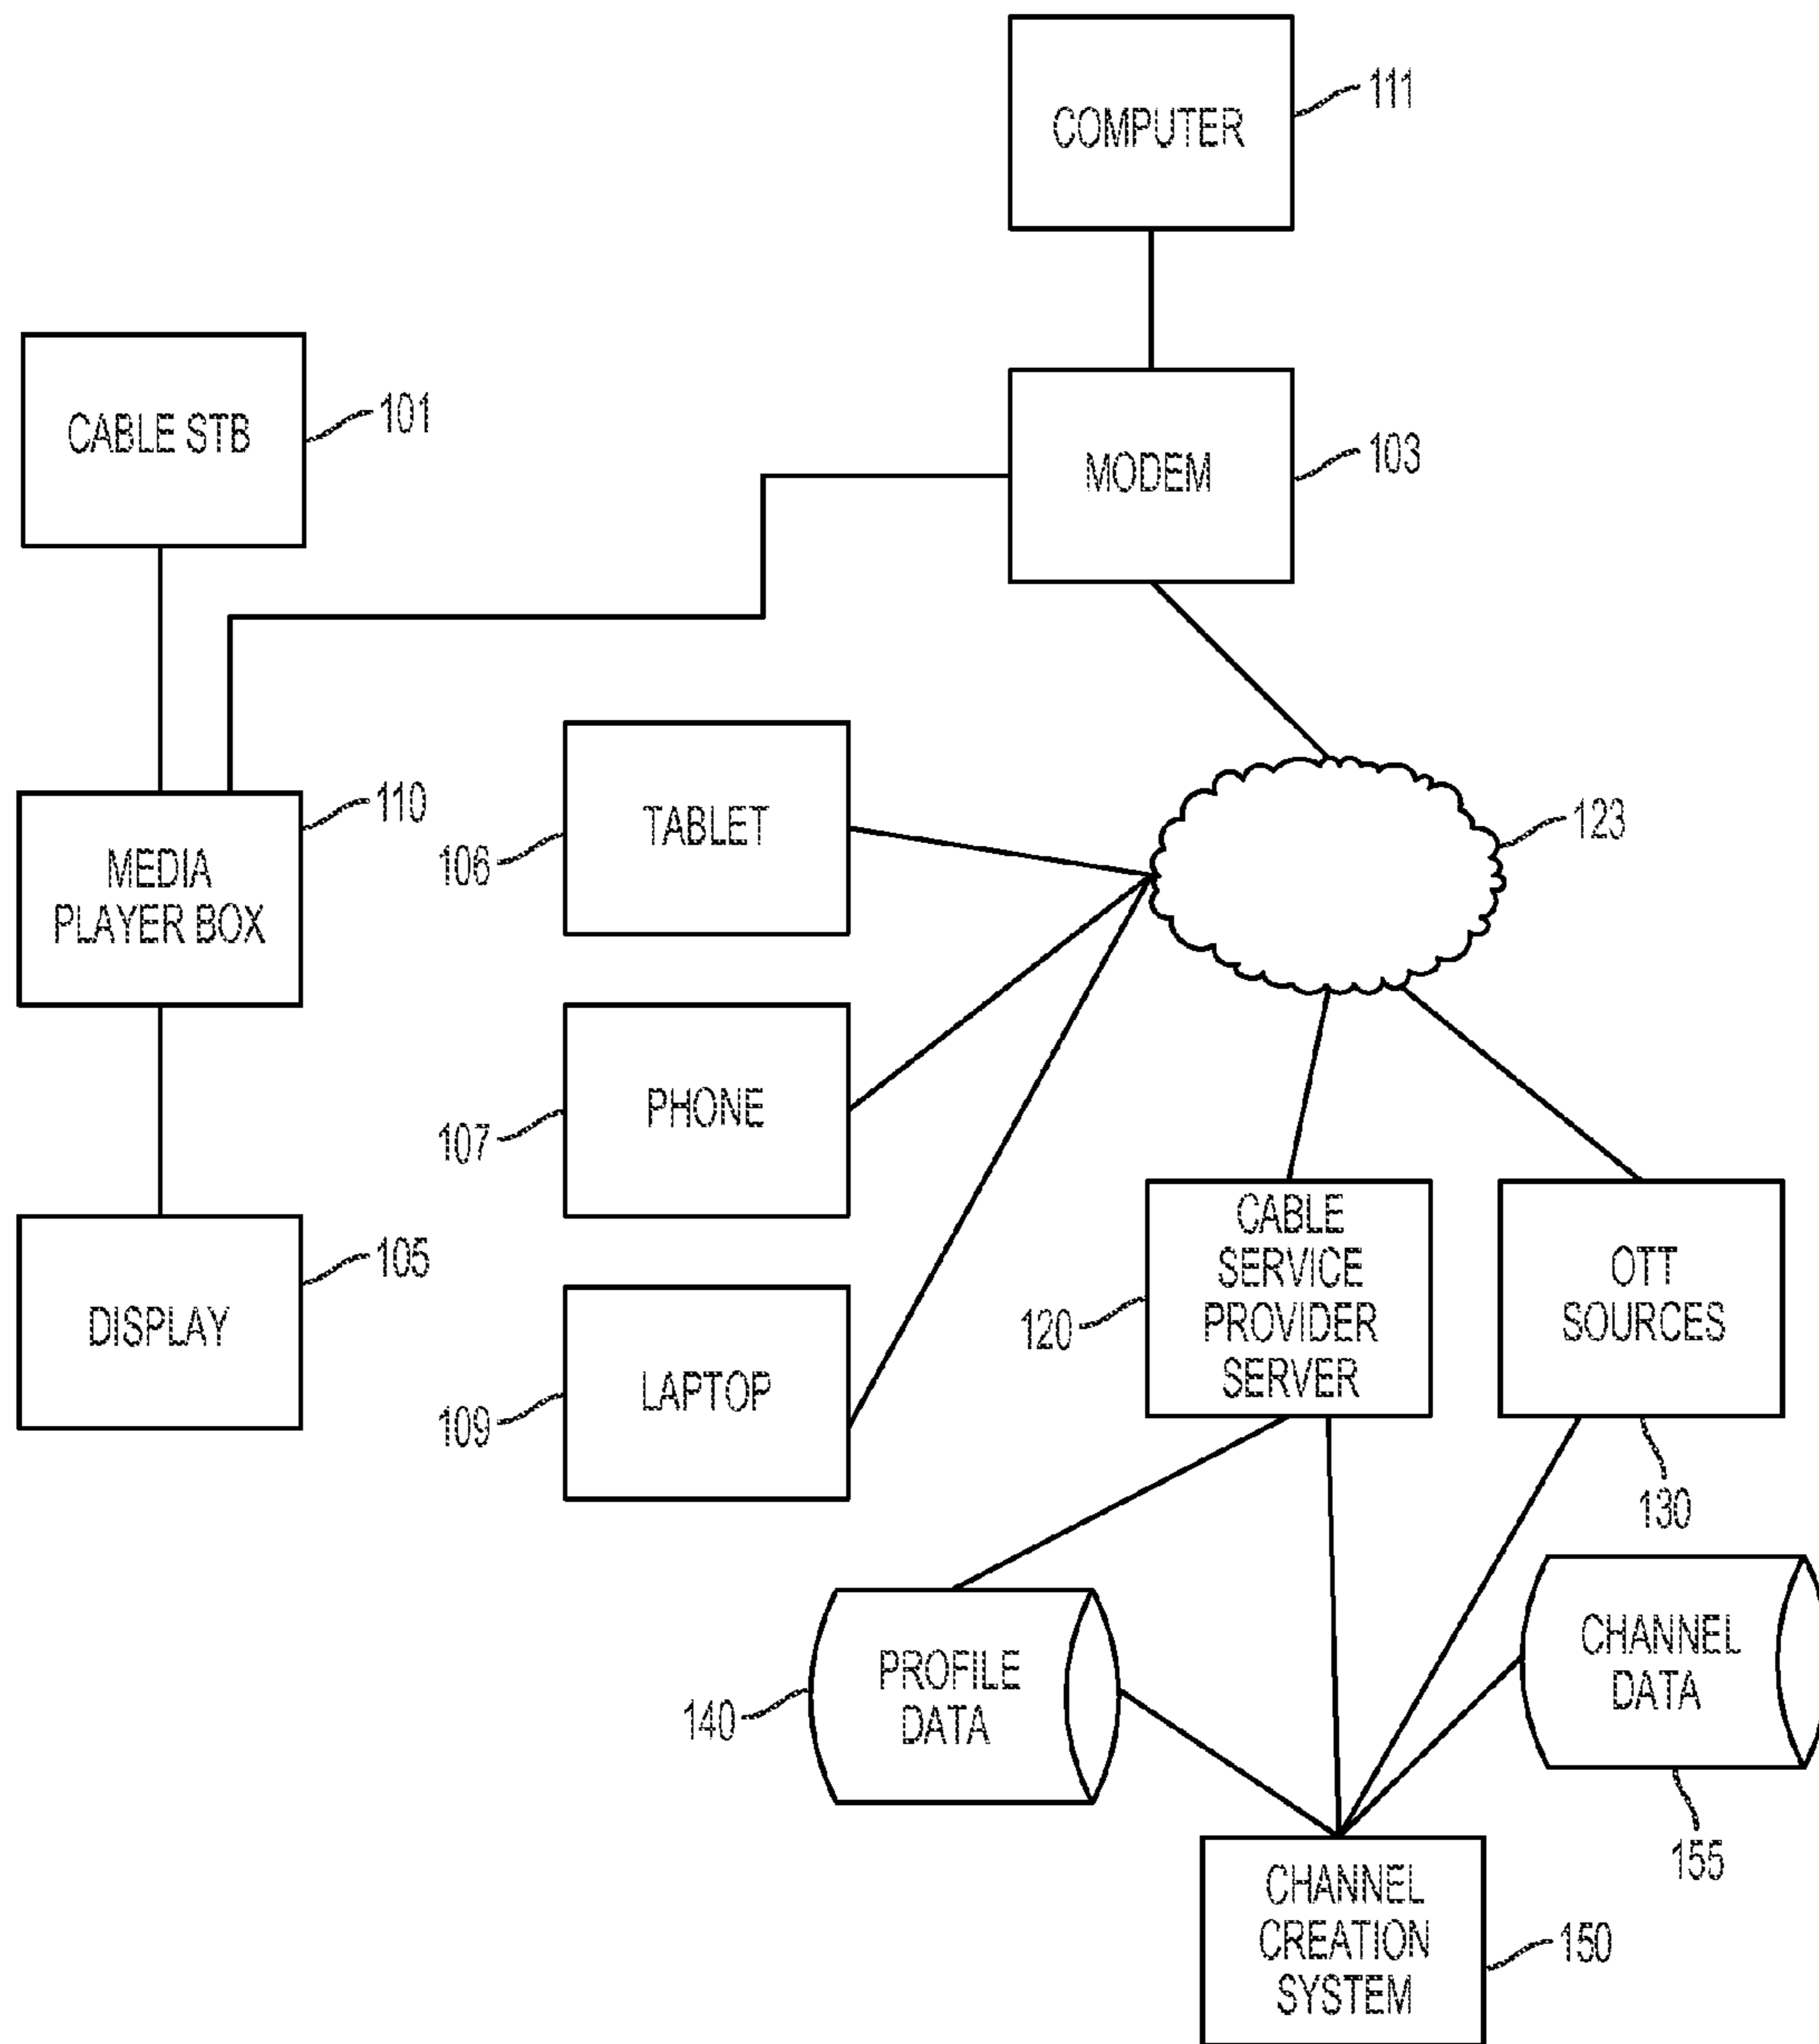 COMPUTER
111
CABLE STB
101
MODEM
103
MEDIA
PLAYER BOX
110
TABLET
106
123
PHONE
107
DISPLAY
105
LAPTOP
109
CABLE
SERVICE
PROVIDER
SERVER
120
OTT
SOURCES
130
PROFILE
DATA
140
CHANNEL
DATA
155
CHANNEL
CREATION
SYSTEM
150